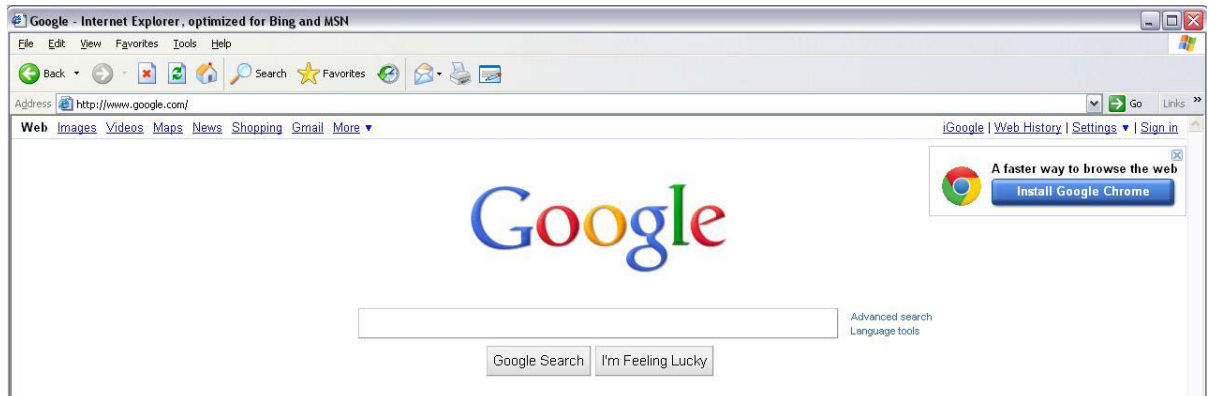 Google - Internet Explorer, optimized for Bing and MSN
File Edit View Favorites Tools Help
Back Search Favorites
Address http://www.google.com/ Go Links »
Web Images Videos Maps News Shopping Gmail More ▼ iGoogle | Web History | Settings ▼ | Sign in
A faster way to browse the web
Install Google Chrome
Google
Advanced search
Language tools
Google Search I'm Feeling Lucky